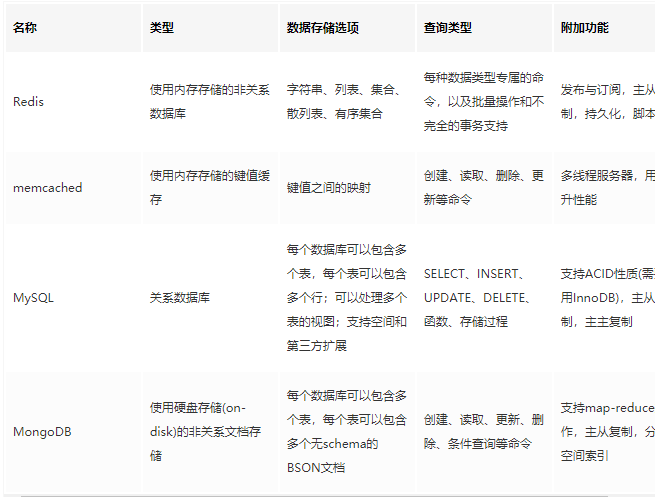 名称 类型 数据存储选项 查询类型 附加功能
Redis
使用内存存储的非关系
数据库
字符串、列表、集合、
散列表、有序集合
每种数据类型专属的命
令，以及批量操作和不
完全的事务支持
发布与订阅，主从
制，持久化，脚本
memcached
使用内存存储的键值缓
存
键值之间的映射
创建、读取、删除、更
新等命令
多线程服务器，用
升性能
MySQL
关系数据库
每个数据库可以包含多
个表，每个表可以包含
多个行；可以处理多个
表的视图；支持空间和
第三方扩展
SELECT、INSERT、
UPDATE、DELETE、
函数、存储过程
支持ACID性质(需
用InnoDB)，主从
制，主主复制
MongoDB
使用硬盘存储(on-
disk)的非关系文档存
储
每个数据库可以包含多
个表，每个表可以包含
多个无schema的
BSON文档
创建、读取、更新、删
除、条件查询等命令
支持map-reduce
作，主从复制，分
空间索引